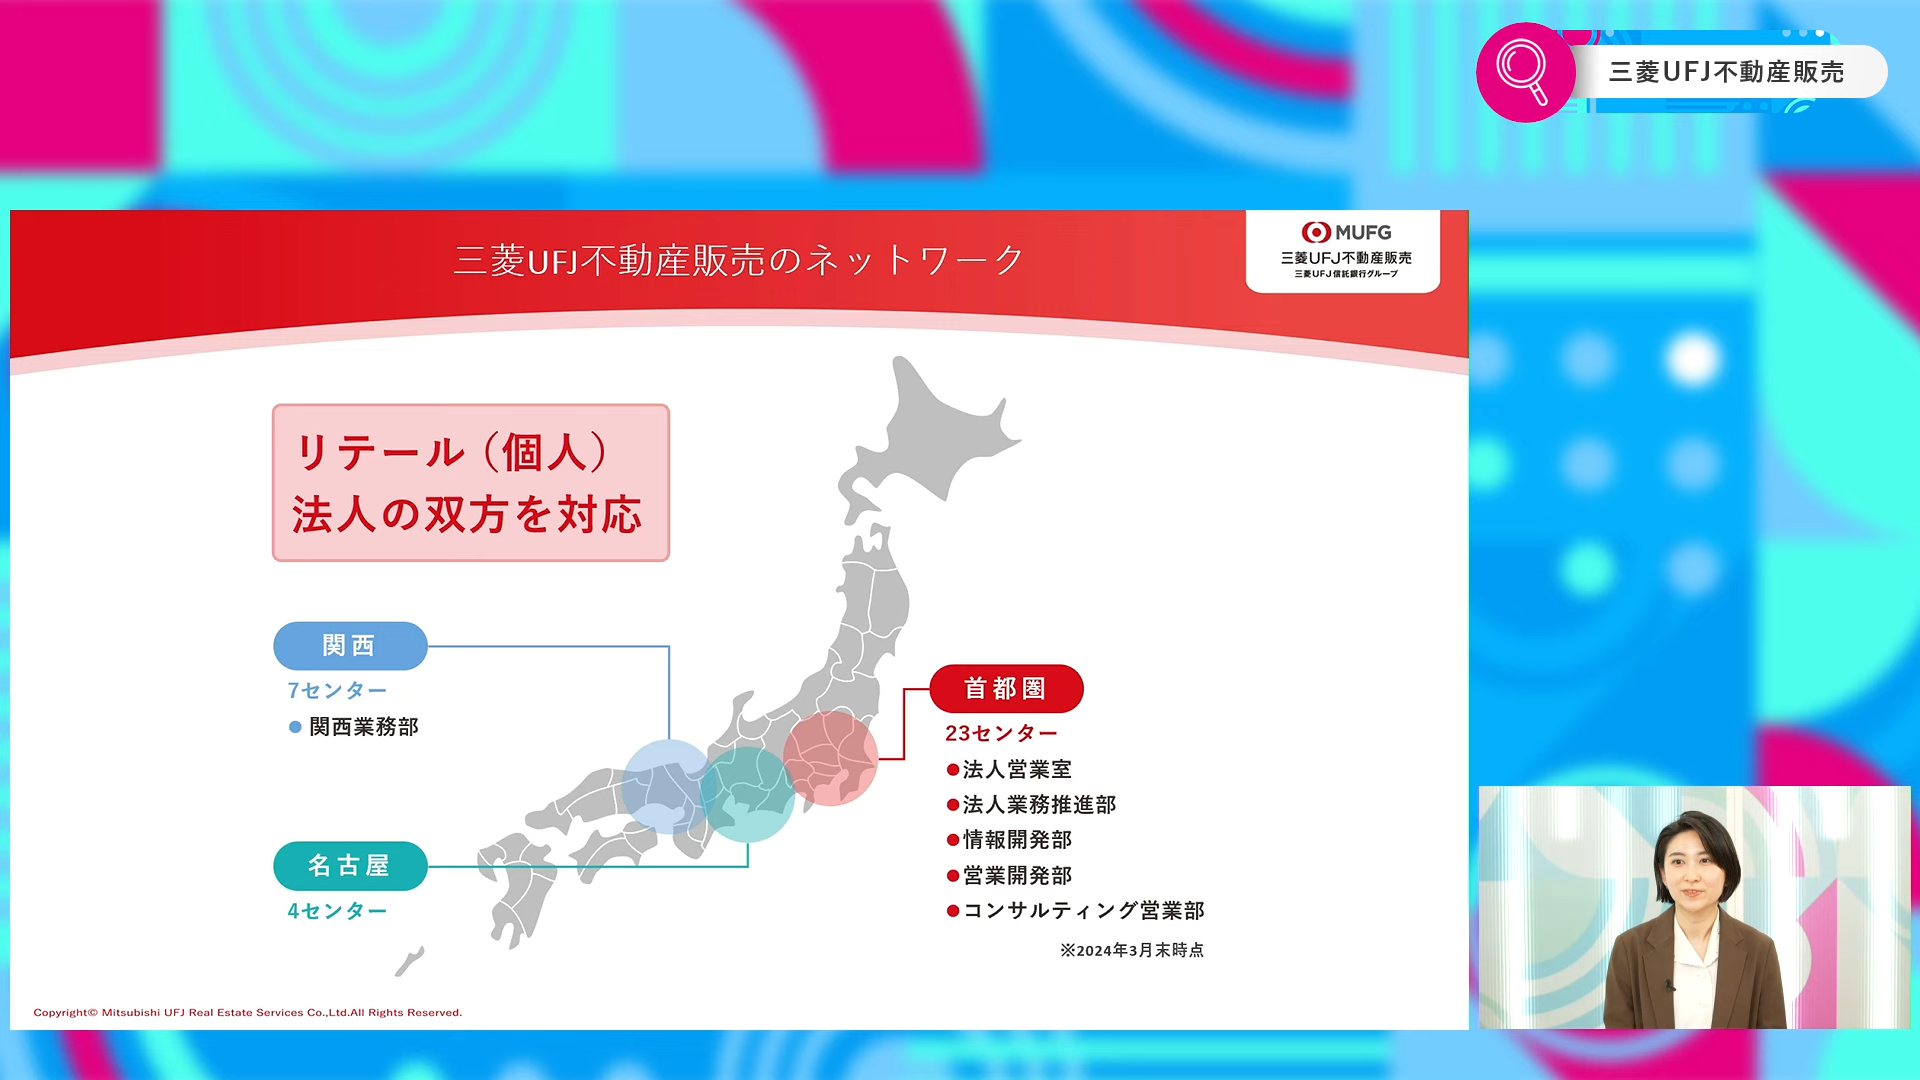 三菱UFJ不動産販売
三菱UFJ不動産販売のネットワーク
MUFG
三菱UFJ不動産販売
三菱UFJ信託銀行グループ
リテール（個人）
法人の双方を対応
関西
7センター
●関西業務部
名古屋
4センター
首都圏
23センター
●法人営業室
●法人業務推進部
●情報開発部
●営業開発部
●コンサルティング営業部
※2024年3月末時点
Copyright© Mitsubishi UFJ Real Estate Services Co.,Ltd.All Rights Reserved.